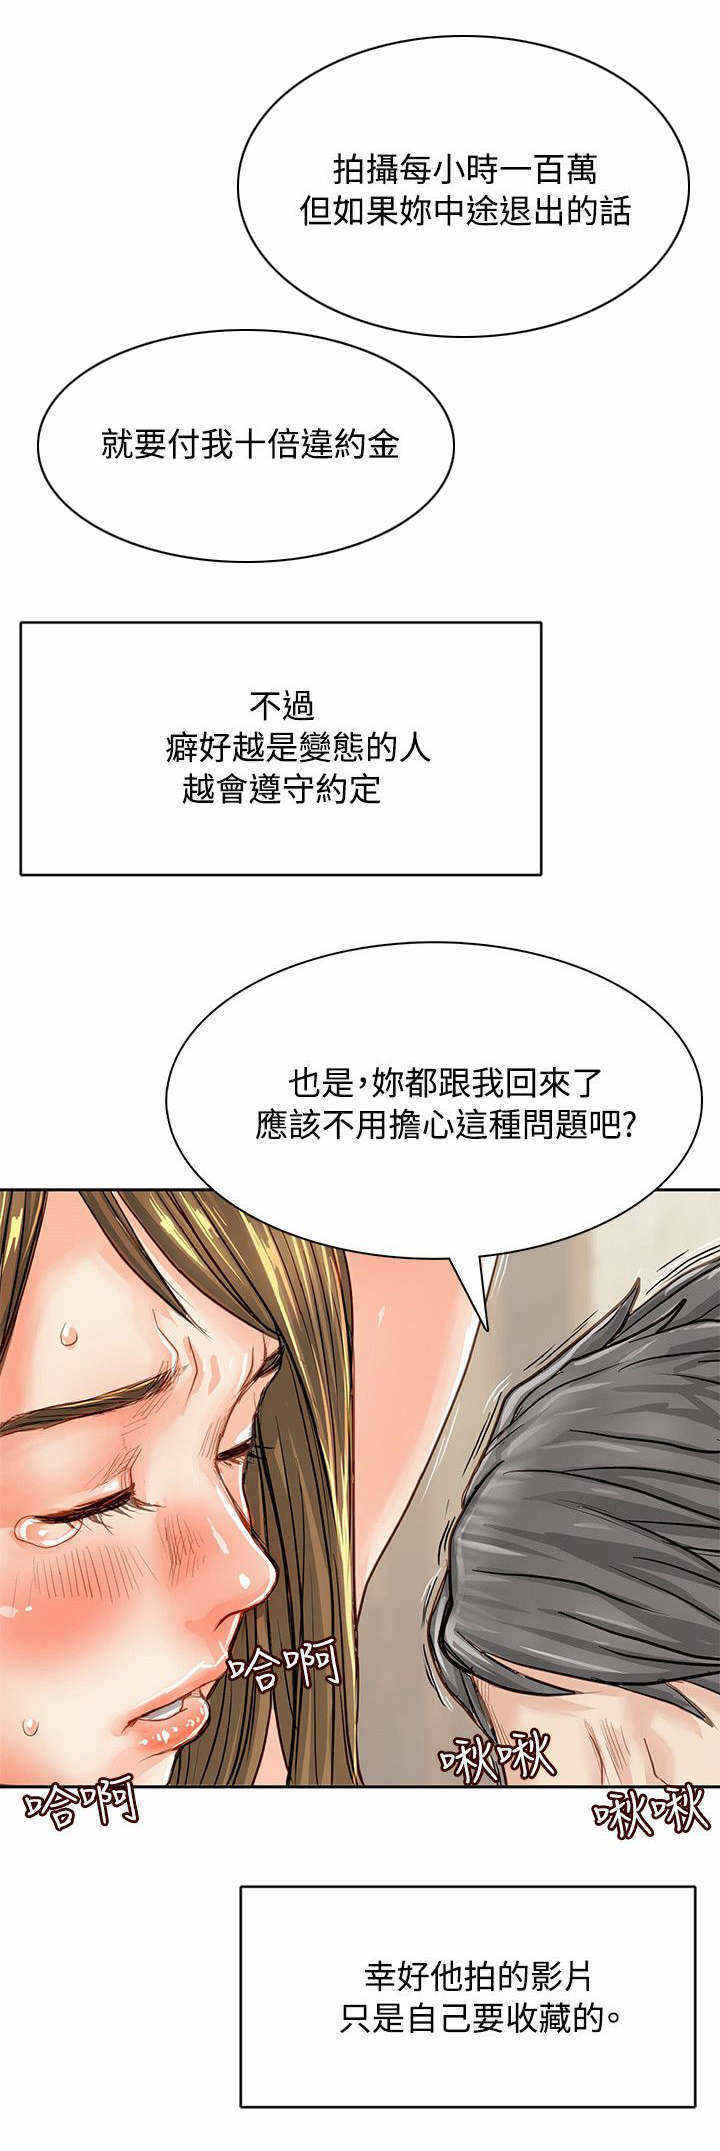 拍攝每小時一百萬
但如果妳中途退出的話
就要付我十倍違約金
不過
癖好越是變態的人
越會遵守約定
也是,妳都跟我回來了
應該不用擔心這種問題吧?
哈啊
啾啾
哈啊
啾啾
幸好他拍的影片
只是自己要收藏的。